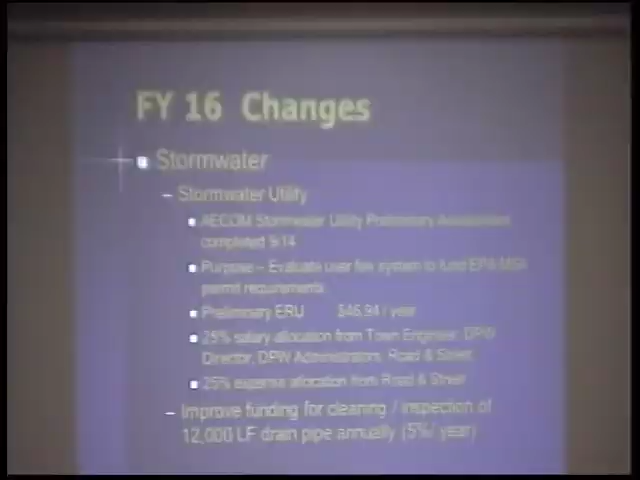 FY 16 Changes
Stormwater
– Stormwater Utility
AECOM Stormwater Utility Preliminary Assessment
completed 9/14
Purpose – Evaluate user fee system to fund EPA MS4
permit requirements
Preliminary ERU $46.94 / year
25% salary allocation from Town Engineer, DPW
Director, DPW Administrators, Road & Street
25% expense allocation from Road & Street
– Improve funding for cleaning / inspection of
12,000 LF drain pipe annually (5%/ year)